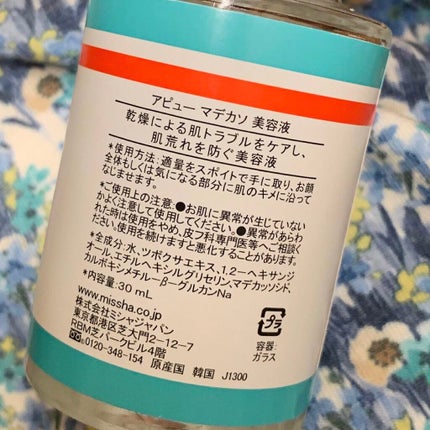 アピュー マデカソ 美容液
乾燥による肌トラブルをケアし、
肌荒れを防ぐ美容液
*使用方法:適量をスポイトで手に取り、お顔
全体もしくは気になる部分に肌のキメに沿って
なじませます。
*ご使用上の注意:●お肌に異常が生じていない
かよく注意して使用してください。●異常があらわ
れた時は使用をやめ、皮フ科専門医等へご相談く
ださい。使用を続けますと悪化することがあります。
*全成分:水、ツボクサエキス、1,2-ヘキサンジ
オール、エチルヘキシルグリセリン、マデカッソシド、
カルボキシメチル-β-グルカンNa
*内容量:30 mL
www.missha.co.jp
株式会社ミシャジャパン
東京都港区芝大門2-12-7
RBM芝パークビル4階
0120-348-154 原産国 韓国 J1300
プラ
容器:
ガラス